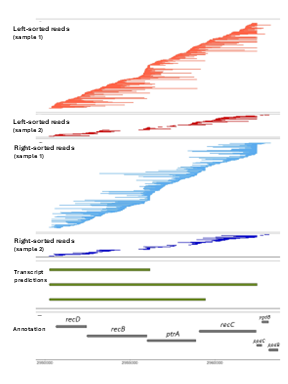 Left-sorted reads
(sample 1)
Left-sorted reads
(sample 2)
Right-sorted reads
(sample 1)
Right-sorted reads
(sample 2)
Transcript
predictions
Annotation
recD
recB
ptrA
recC